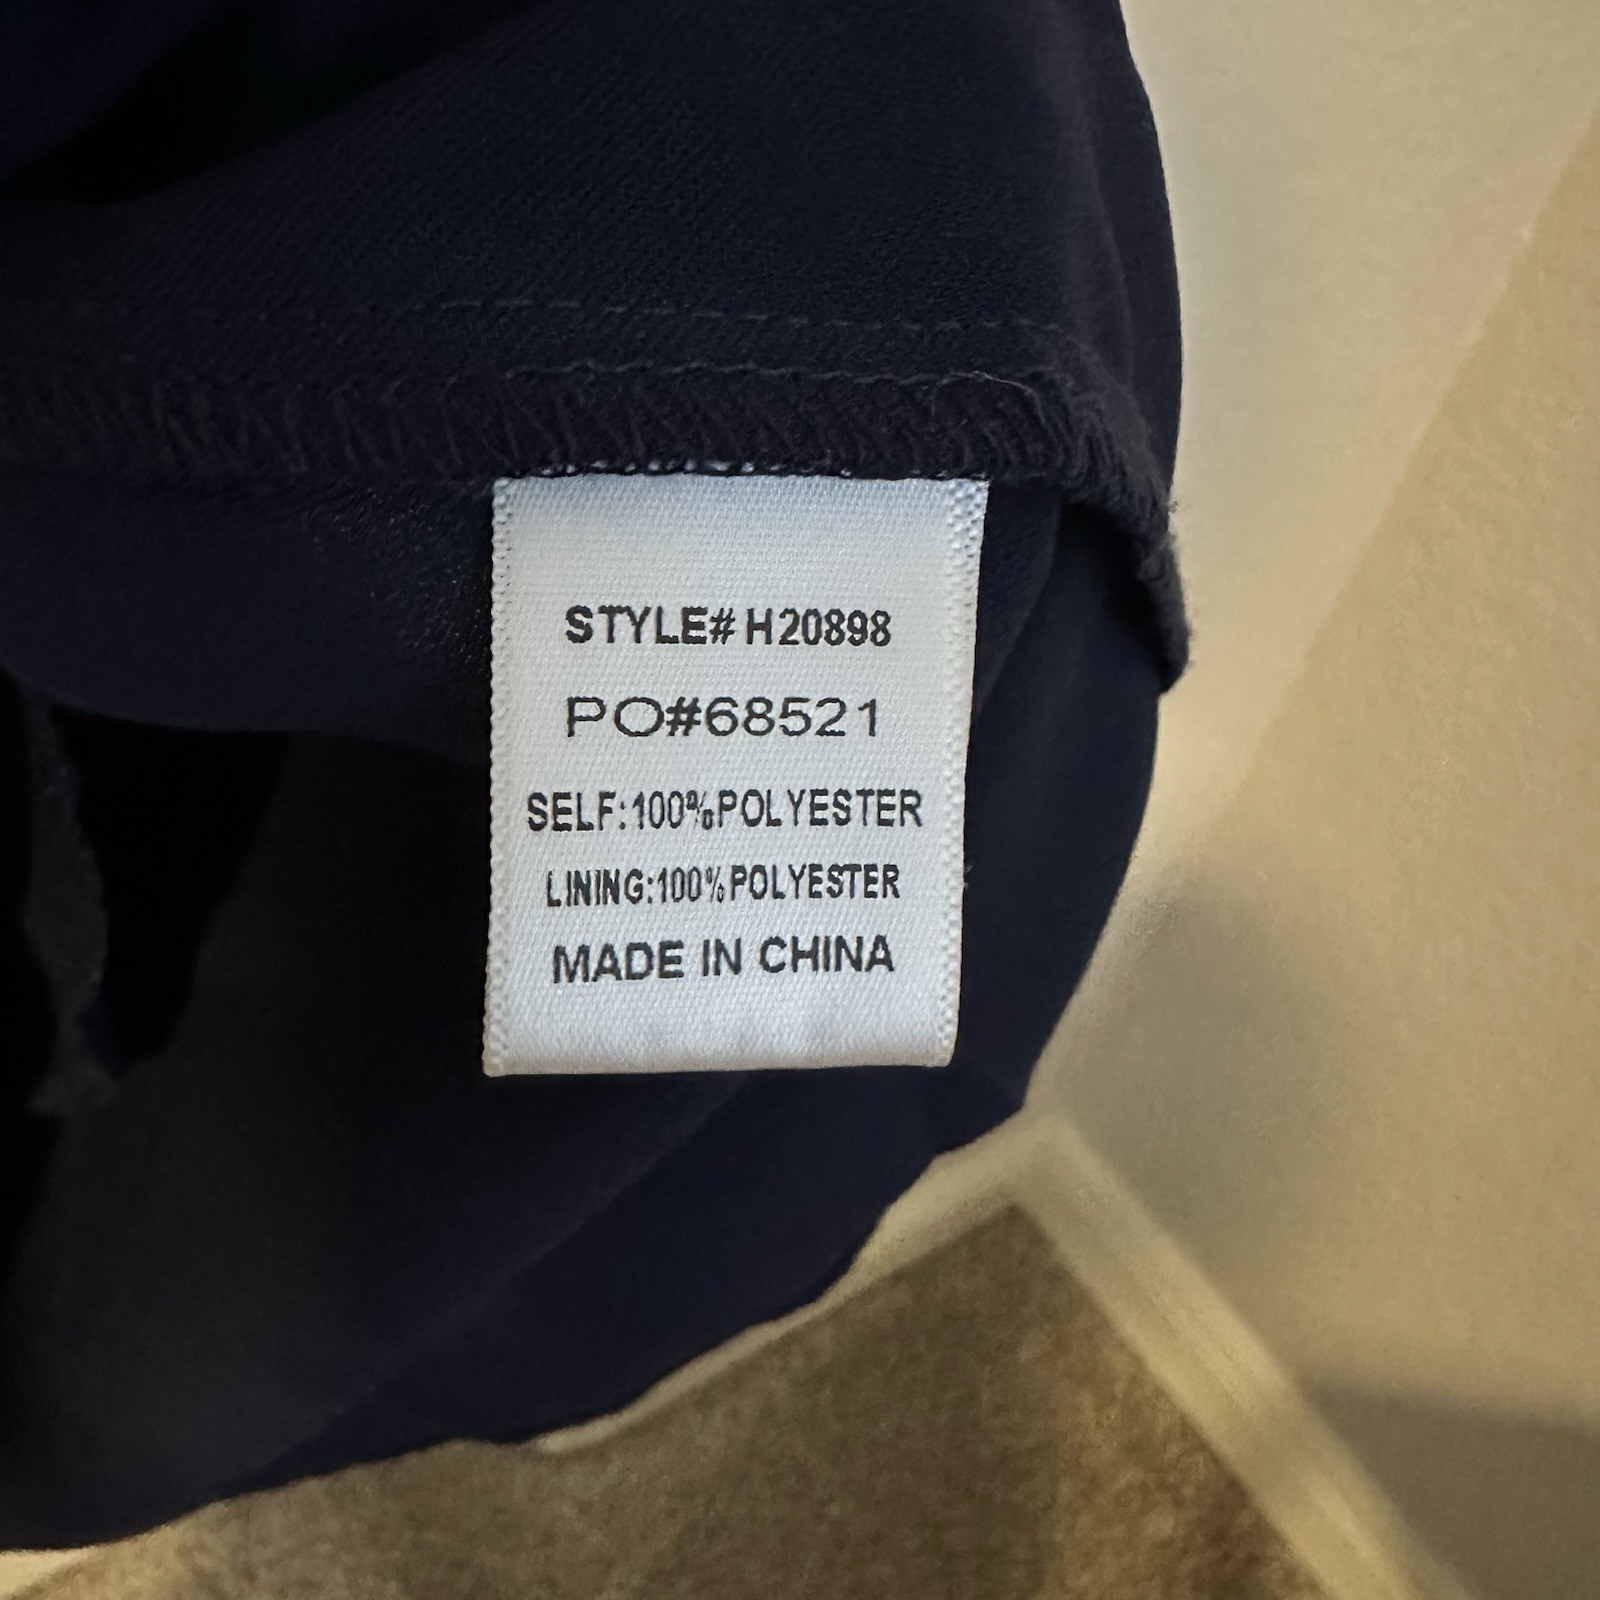 STYLE# H20898
PO#68521
SELF:100%POLYESTER
LINING:100%POLYESTER
MADE IN CHINA